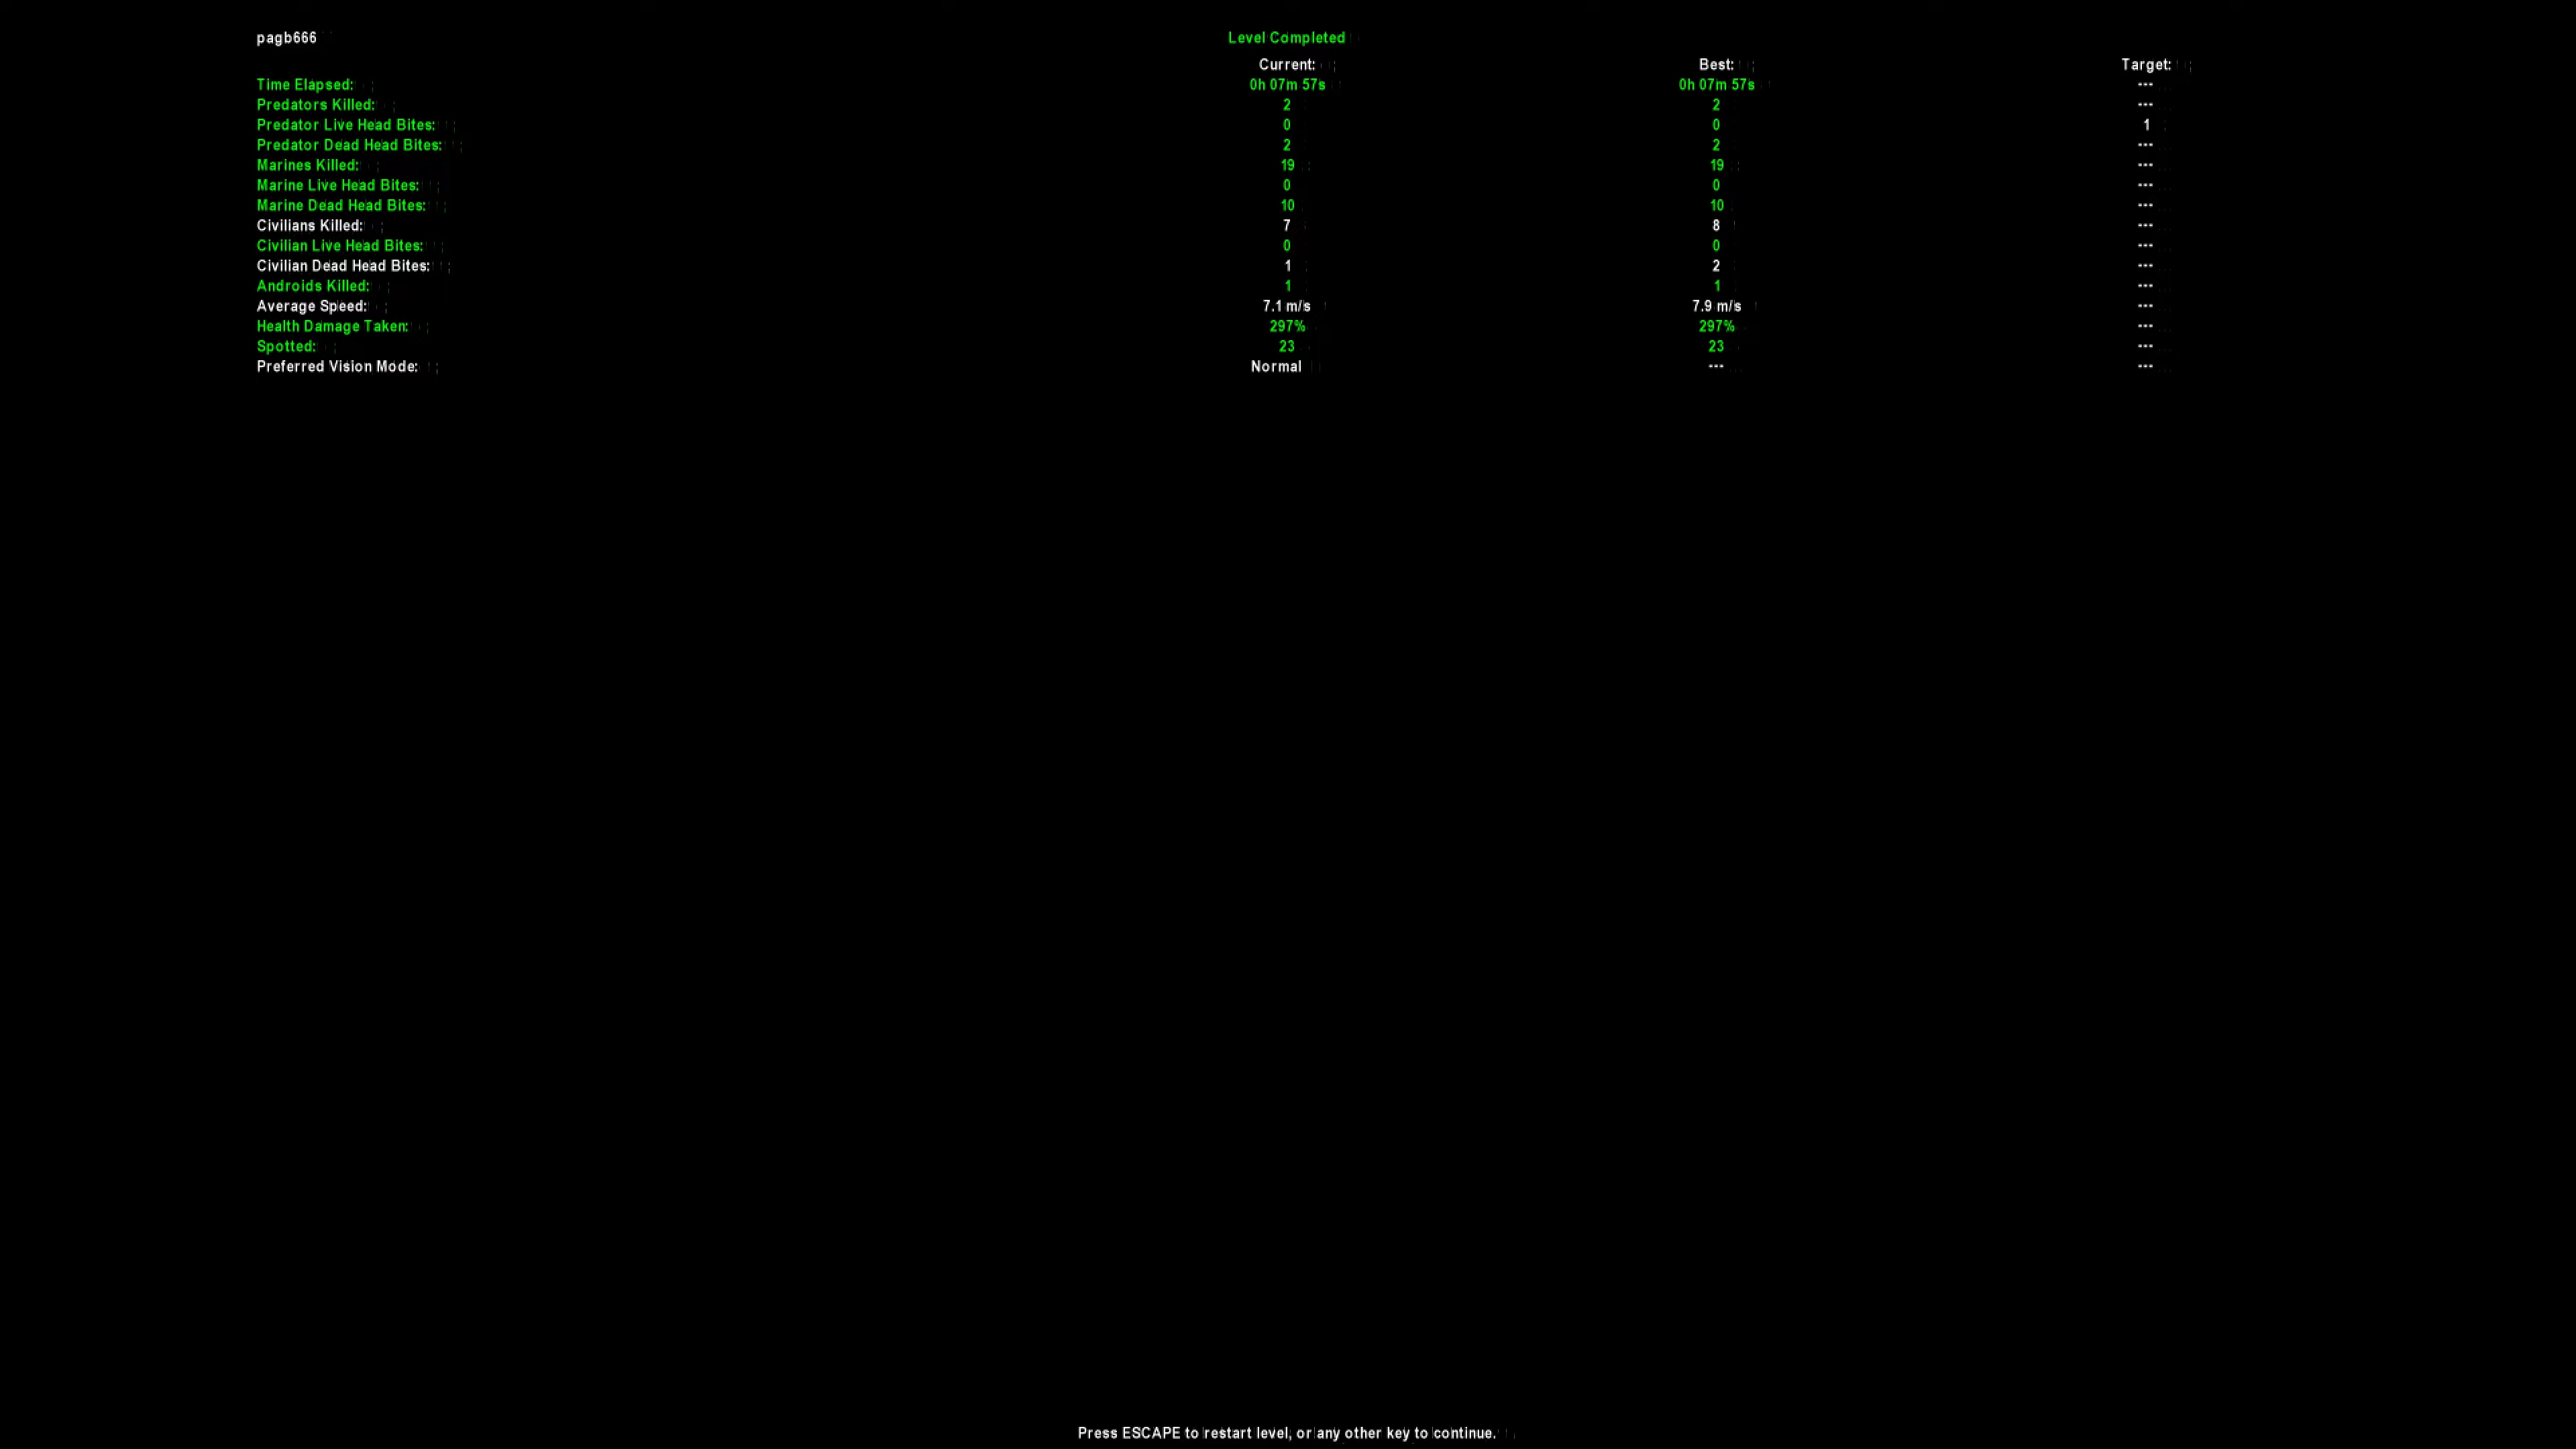 pagb666 Level Completed
Current: Best: Target:
Time Elapsed: 0h 07m 57s 0h 07m 57s ---
Predators Killed: 2 2 ---
Predator Live Head Bites: 0 0 1
Predator Dead Head Bites: 2 2 ---
Marines Killed: 19 19 ---
Marine Live Head Bites: 0 0 ---
Marine Dead Head Bites: 10 10 ---
Civilians Killed: 7 8 ---
Civilian Live Head Bites: 0 0 ---
Civilian Dead Head Bites: 1 2 ---
Androids Killed: 1 1 ---
Average Speed: 7.1 m/s 7.9 m/s ---
Health Damage Taken: 297% 297% ---
Spotted: 23 23 ---
Preferred Vision Mode: Normal --- ---
Press ESCAPE to restart level, or any other key to continue.